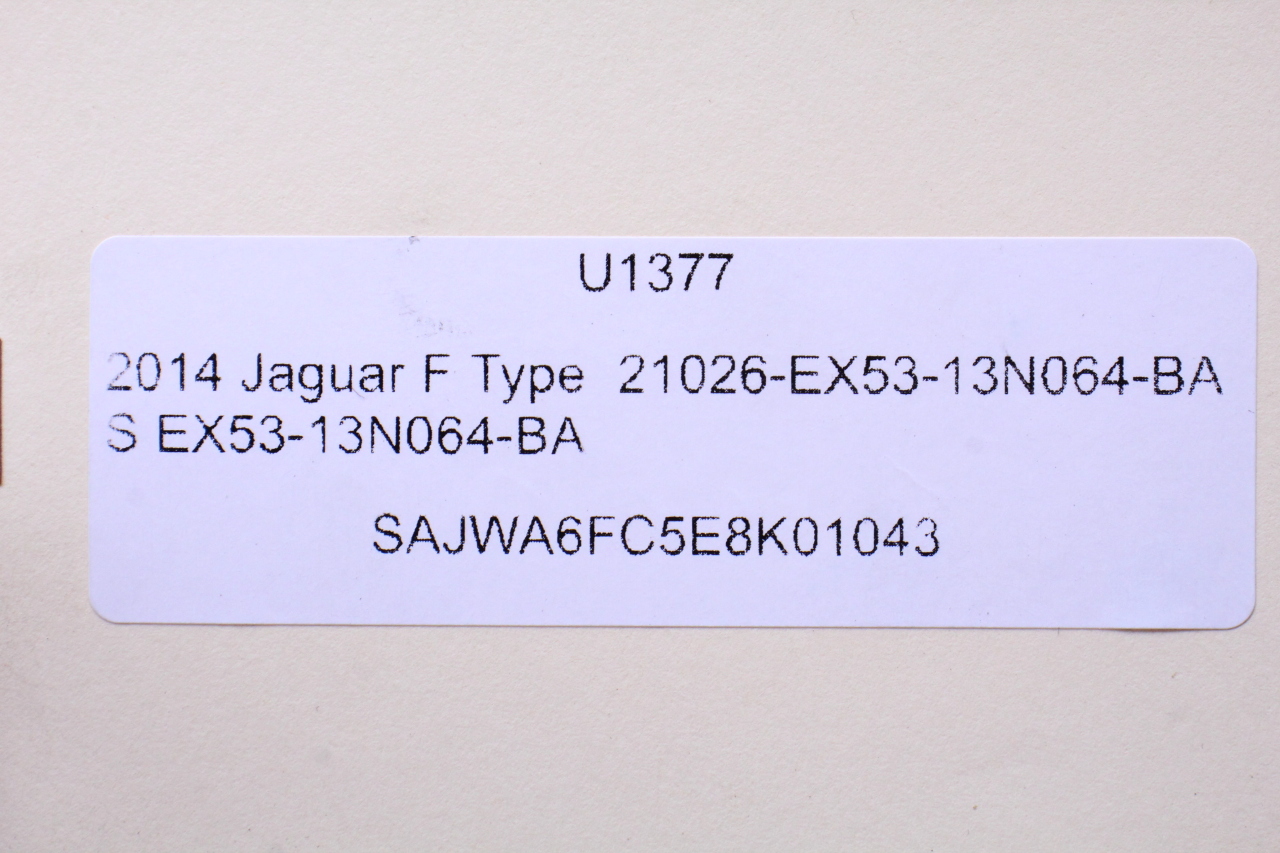 U1377
2014 Jaguar F Type  21026-EX53-13N064-BA
S EX53-13N064-BA
SAJWA6FC5E8K01043